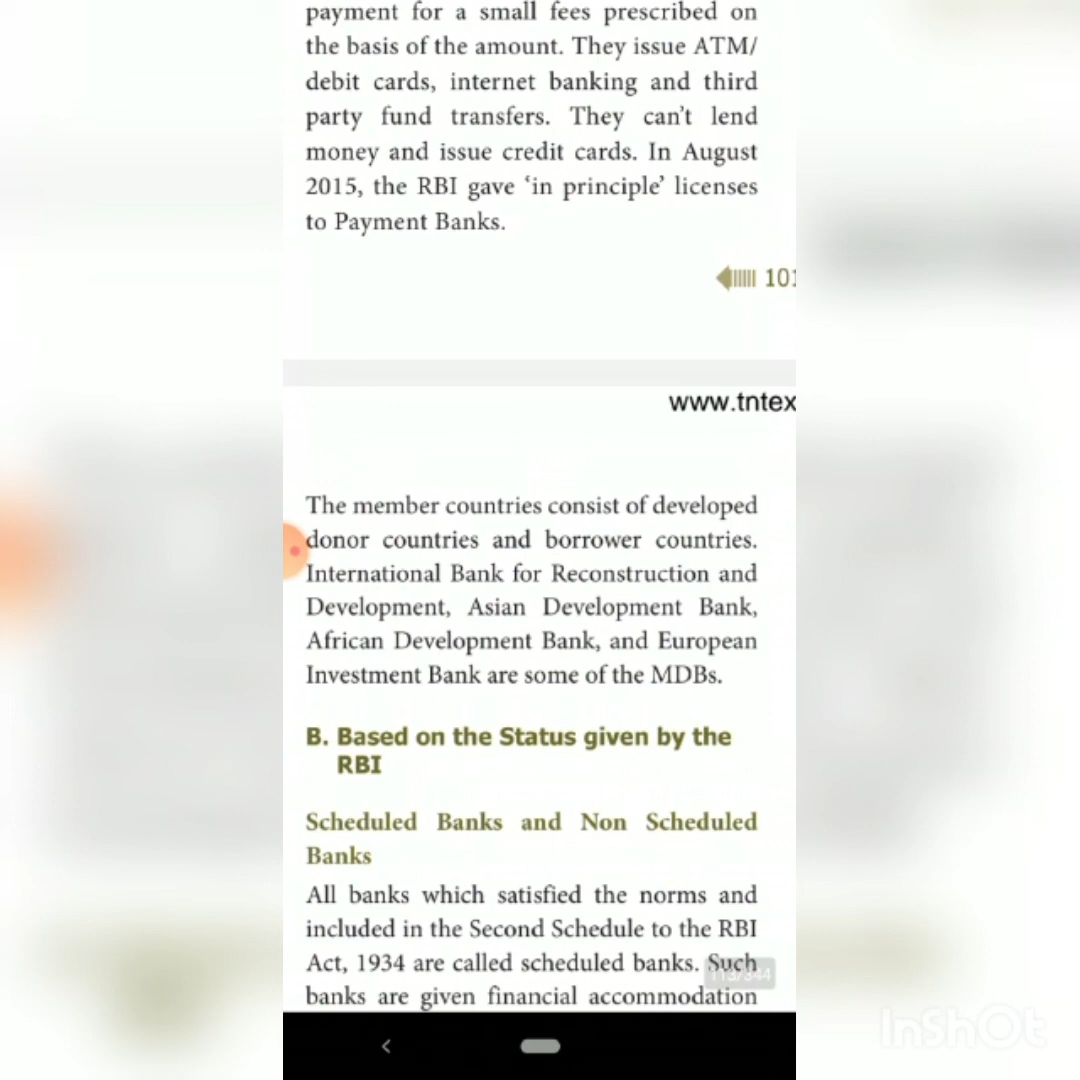 payment for a small fees prescribed on
the basis of the amount. They issue ATM/
debit cards, internet banking and third
party fund transfers. They can’t lend
money and issue credit cards. In August
2015, the RBI gave ‘in principle’ licenses
to Payment Banks.
101
www.tntex
The member countries consist of developed
donor countries and borrower countries.
International Bank for Reconstruction and
Development, Asian Development Bank,
African Development Bank, and European
Investment Bank are some of the MDBs.
B. Based on the Status given by the
RBI
Scheduled Banks and Non Scheduled
Banks
All banks which satisfied the norms and
included in the Second Schedule to the RBI
Act, 1934 are called scheduled banks. Such
113/344
banks are given financial accommodation
InShOt